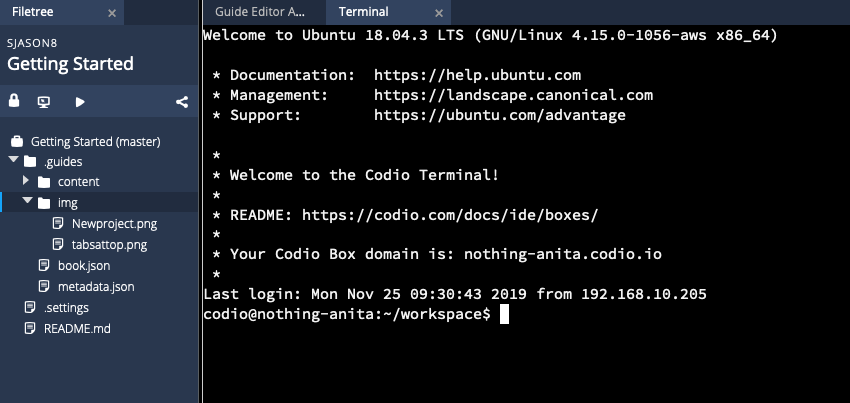 Filetree
SJASON8
Getting Started
Getting Started (master)
.guides
content
img
Newproject.png
tabsattop.png
book.json
metadata.json
.settings
README.md
Guide Editor A...
Terminal
Welcome to Ubuntu 18.04.3 LTS (GNU/Linux 4.15.0-1056-aws x86_64)
* Documentation:  https://help.ubuntu.com
* Management:     https://landscape.canonical.com
* Support:        https://ubuntu.com/advantage
*
* Welcome to the Codio Terminal!
*
* README: https://codio.com/docs/ide/boxes/
*
* Your Codio Box domain is: nothing-anita.codio.io
*
Last login: Mon Nov 25 09:30:43 2019 from 192.168.10.205
codio@nothing-anita:~/workspace$